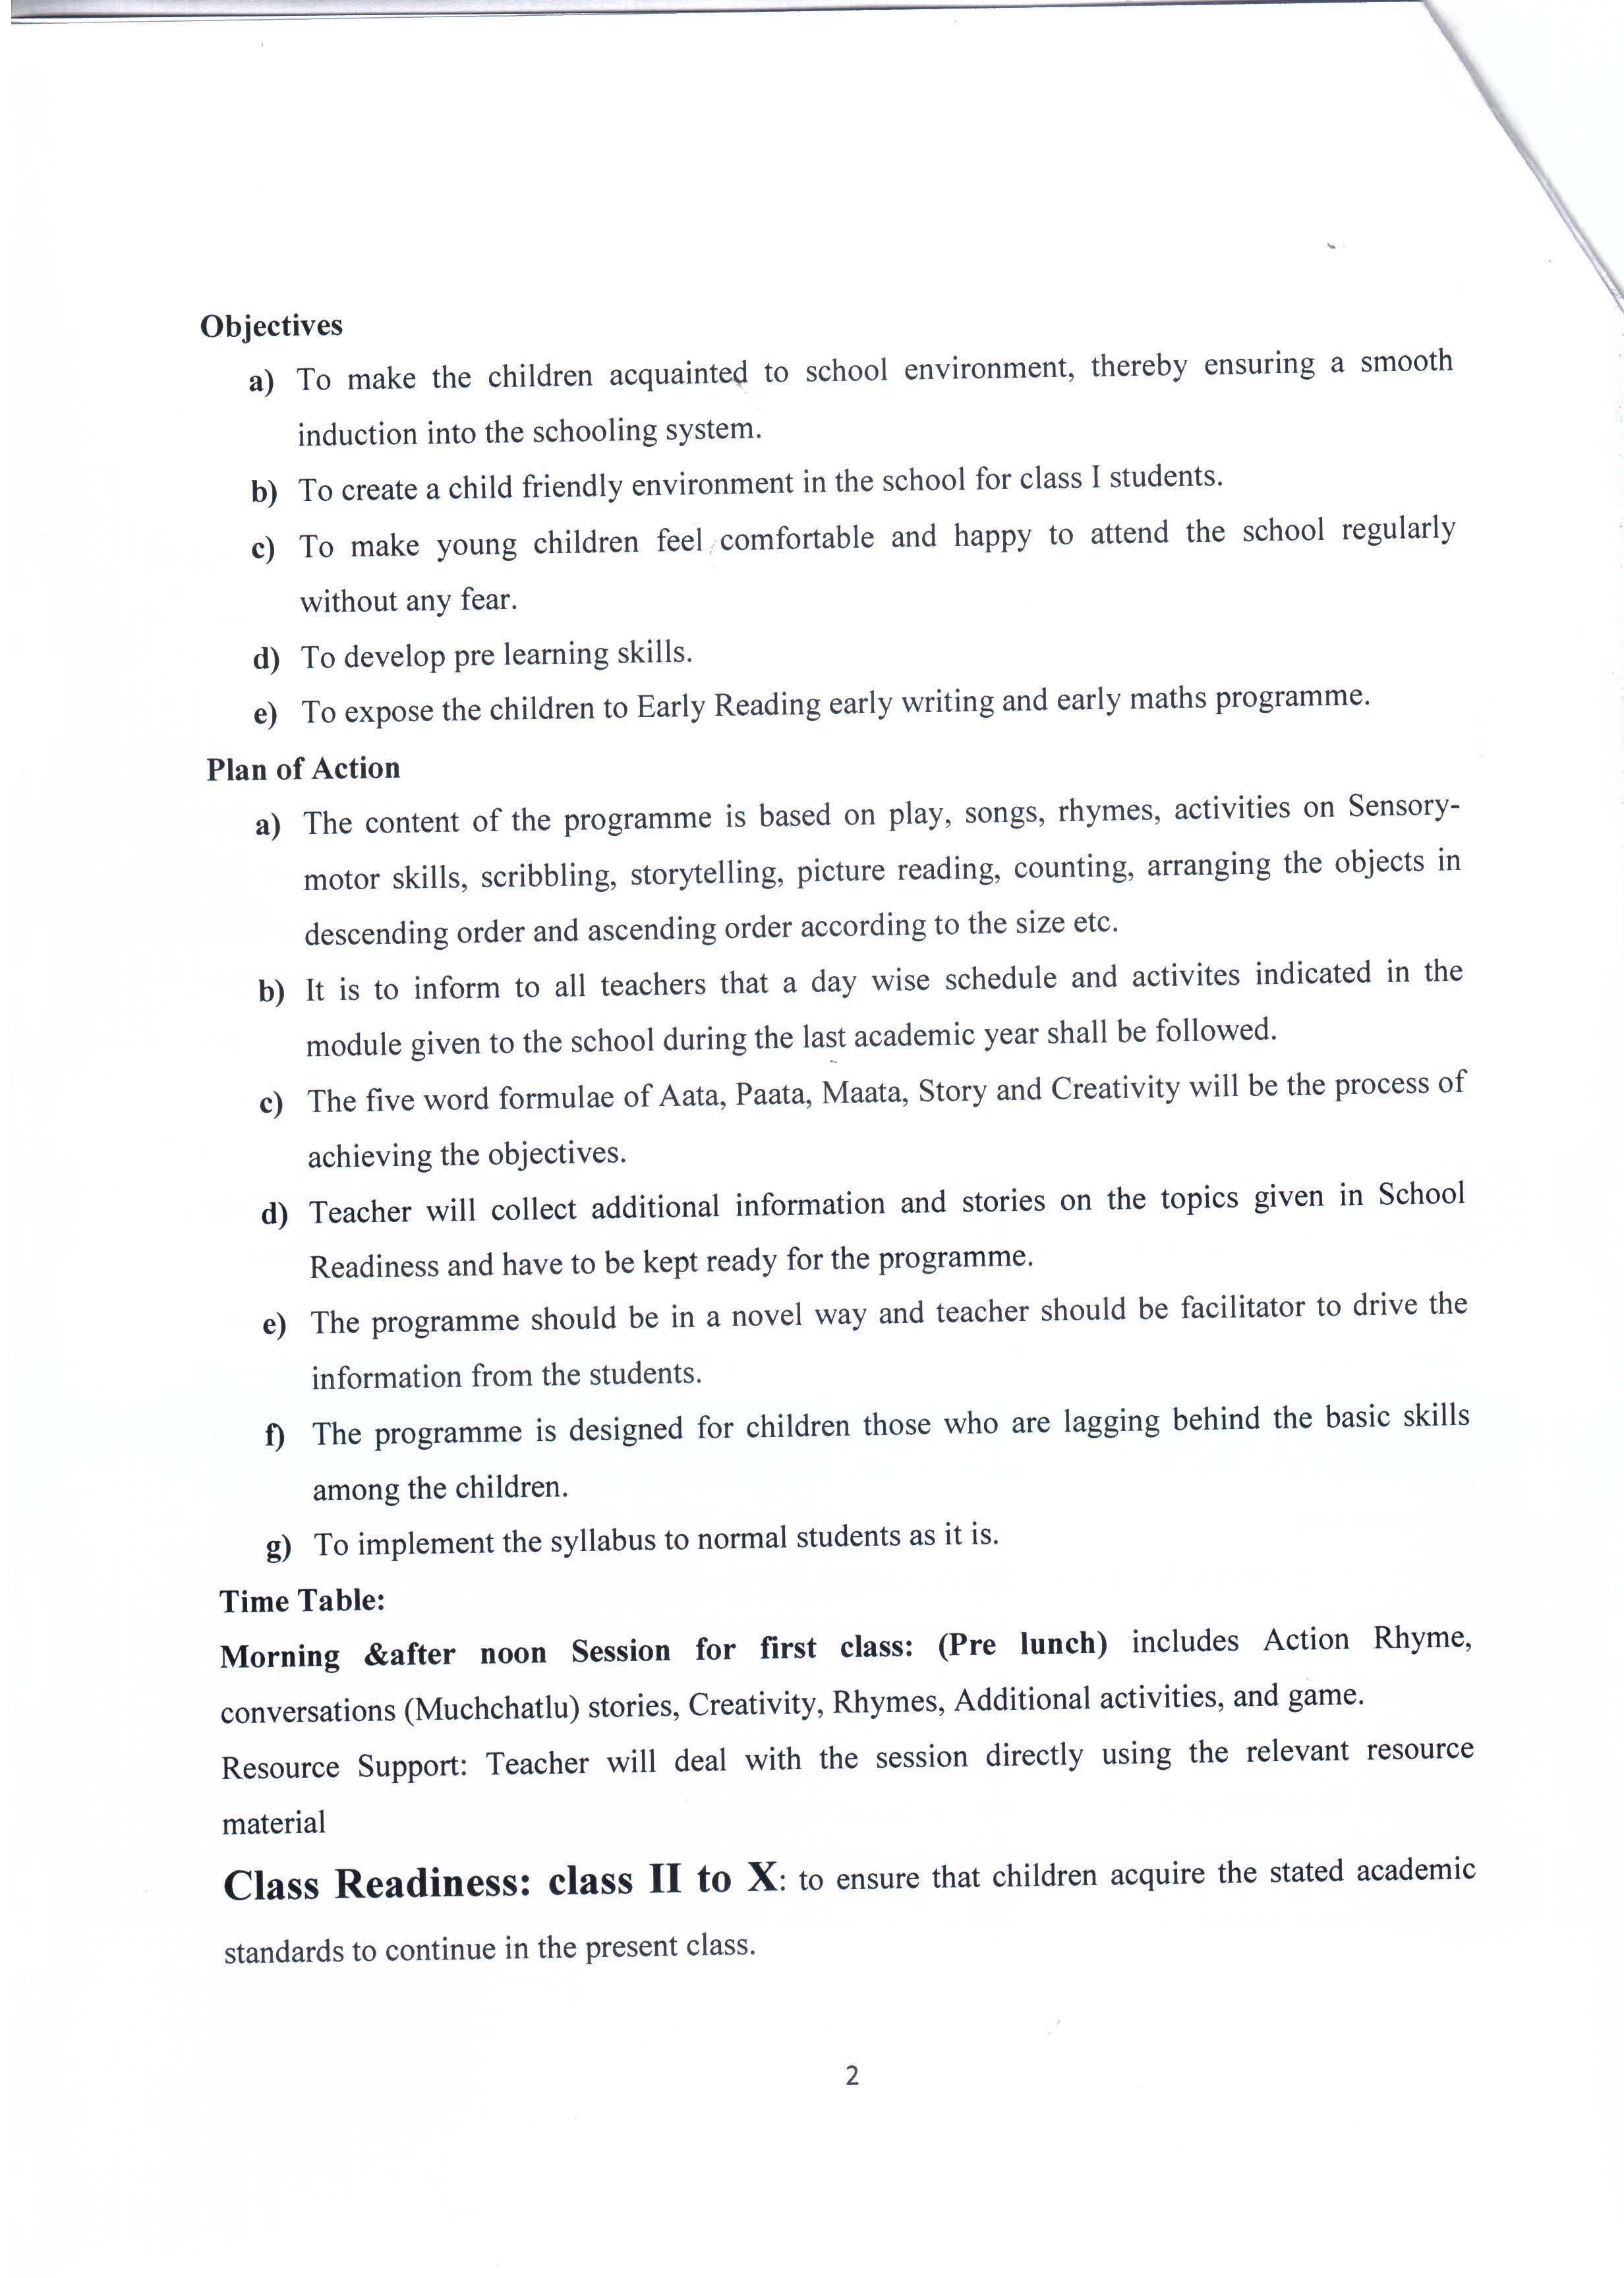 Objectives
a) To make the children acquainted to school environment, thereby ensuring a smooth
induction into the schooling system.
b) To create a child friendly environment in the school for class I students.
c) To make young children feel comfortable and happy to attend the school regularly
without any fear.
d) To develop pre learning skills.
e) To expose the children to Early Reading early writing and early maths programme.
Plan of Action
a) The content of the programme is based on play, songs, rhymes, activities on Sensory-
motor skills, scribbling, storytelling, picture reading, counting, arranging the objects in
descending order and ascending order according to the size etc.
b) It is to inform to all teachers that a day wise schedule and activites indicated in the
module given to the school during the last academic year shall be followed.
c) The five word formulae of Aata, Paata, Maata, Story and Creativity will be the process of
achieving the objectives.
d) Teacher will collect additional information and stories on the topics given in School
Readiness and have to be kept ready for the programme.
e) The programme should be in a novel way and teacher should be facilitator to drive the
information from the students.
f) The programme is designed for children those who are lagging behind the basic skills
among the children.
g) To implement the syllabus to normal students as it is.
Time Table:
Morning &after noon Session for first class: (Pre lunch) includes Action Rhyme,
conversations (Muchchatlu) stories, Creativity, Rhymes, Additional activities, and game.
Resource Support: Teacher will deal with the session directly using the relevant resource
material
Class Readiness: class II to X: to ensure that children acquire the stated academic
standards to continue in the present class.
2